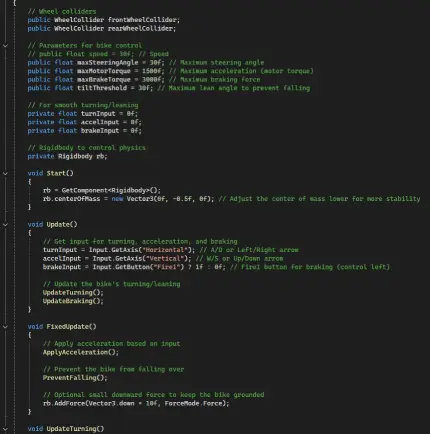 {
// Wheel colliders
public WheelCollider frontWheelCollider;
public WheelCollider rearWheelCollider;
// Parameters for bike control
// public float speed = 30f; // Speed
public float maxSteeringAngle = 30f; // Maximum steering angle
public float maxMotorTorque = 1500f; // Maximum acceleration (motor torque)
public float maxBrakeTorque = 3000f; // Maximum braking force
public float tiltThreshold = 30f; // Maximum lean angle to prevent falling
// For smooth turning/leaning
private float turnInput = 0f;
private float accelInput = 0f;
private float brakeInput = 0f;
// Rigidbody to control physics
private Rigidbody rb;
void Start()
{
rb = GetComponent<Rigidbody>();
rb.centerOfMass = new Vector3(0f, -0.5f, 0f); // Adjust the center of mass lower for more stability
}
void Update()
{
// Get input for turning, acceleration, and braking
turnInput = Input.GetAxis("Horizontal"); // A/D or Left/Right arrow
accelInput = Input.GetAxis("Vertical"); // W/S or Up/Down arrow
brakeInput = Input.GetButton("Fire1") ? 1f : 0f; // Fire1 button for braking (control left)
// Update the bike's turning/leaning
UpdateTurning();
UpdateBraking();
}
void FixedUpdate()
{
// Apply acceleration based on input
ApplyAcceleration();
// Prevent the bike from falling over
PreventFalling();
// Optional small downward force to keep the bike grounded
rb.AddForce(Vector3.down * 10f, ForceMode.Force);
}
void UpdateTurning()